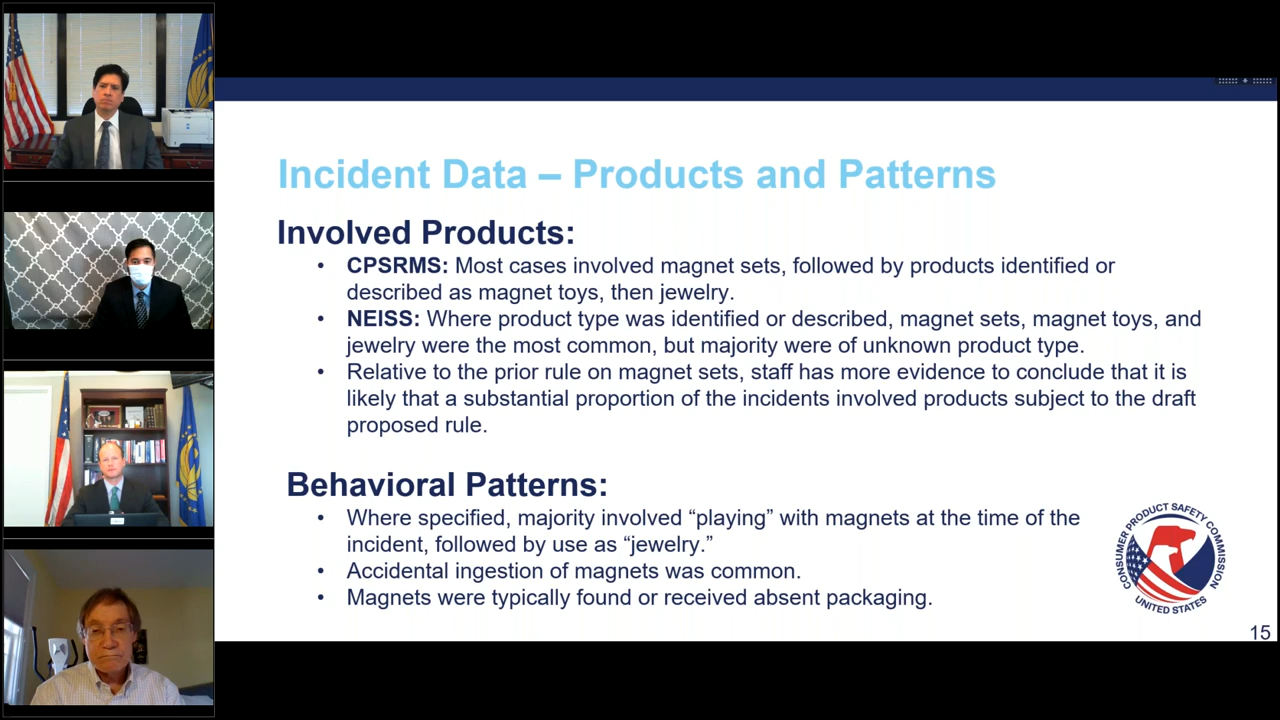 Incident Data – Products and Patterns
Involved Products:
• CPSRMS: Most cases involved magnet sets, followed by products identified or
described as magnet toys, then jewelry.
• NEISS: Where product type was identified or described, magnet sets, magnet toys, and
jewelry were the most common, but majority were of unknown product type.
• Relative to the prior rule on magnet sets, staff has more evidence to conclude that it is
likely that a substantial proportion of the incidents involved products subject to the draft
proposed rule.
Behavioral Patterns:
• Where specified, majority involved “playing” with magnets at the time of the
incident, followed by use as “jewelry.”
• Accidental ingestion of magnets was common.
• Magnets were typically found or received absent packaging.
CONSUMER PRODUCT SAFETY COMMISSION
UNITED STATES
15